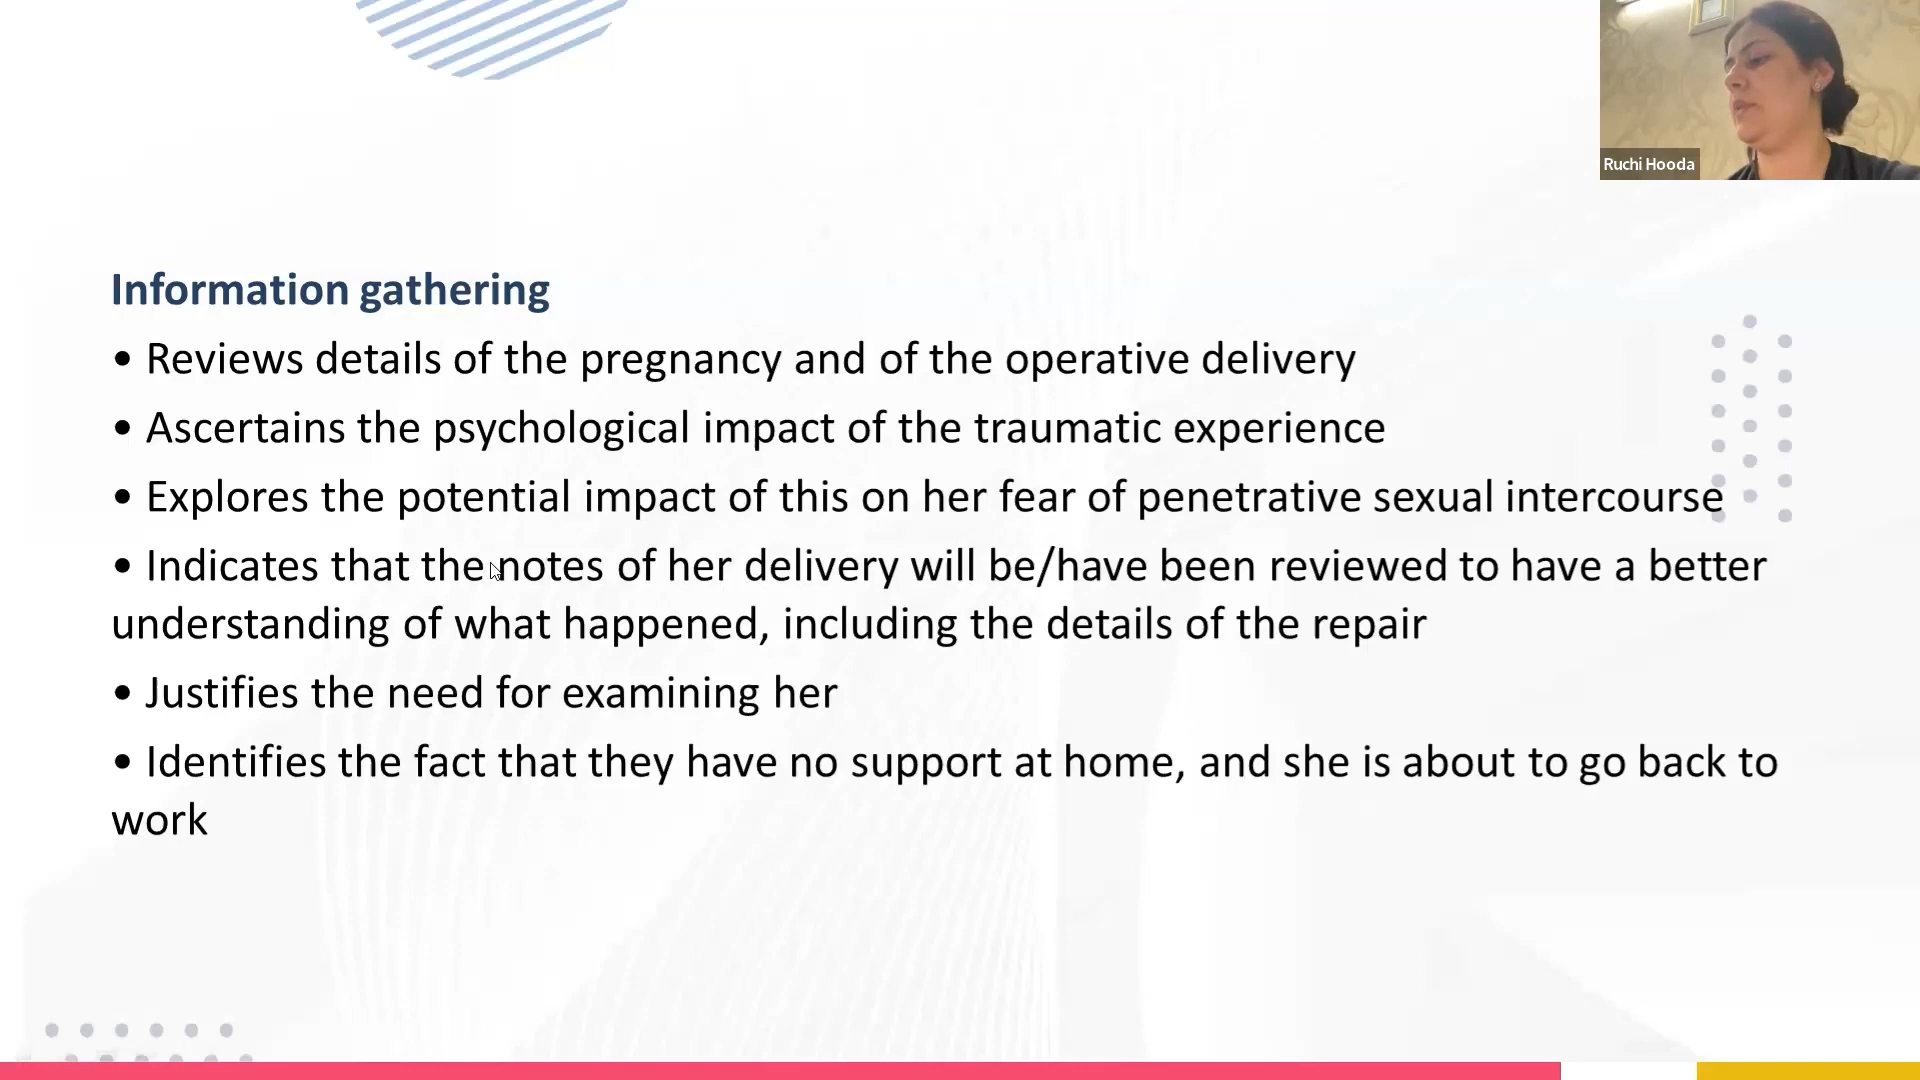 Ruchi Hooda
Information gathering
• Reviews details of the pregnancy and of the operative delivery
• Ascertains the psychological impact of the traumatic experience
• Explores the potential impact of this on her fear of penetrative sexual intercourse
• Indicates that the notes of her delivery will be/have been reviewed to have a better
understanding of what happened, including the details of the repair
• Justifies the need for examining her
• Identifies the fact that they have no support at home, and she is about to go back to
work